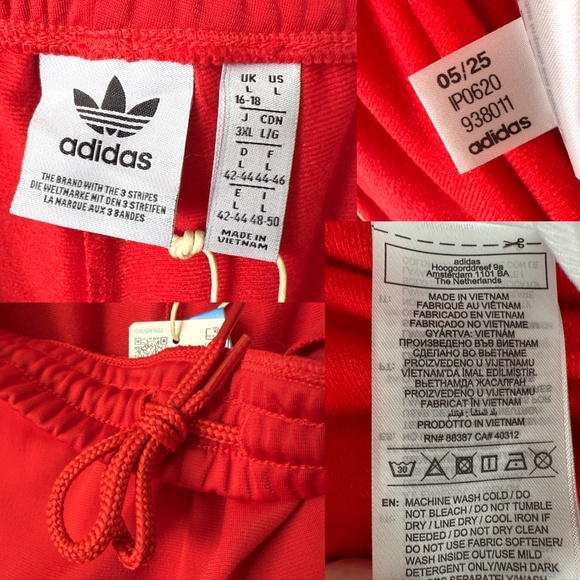 adidas
THE BRAND WITH THE 3 STRIPES
DIE WELTMARKE MIT DEN 3 STREIFEN
LA MARQUE AUX 3 BANDES
UK US
L L
16-18
J CDN
3XL L/G
D F
L L
42-44 44-46
E I
L L
42-44 48-50
MADE IN
VIETNAM
05/25
IP0620
938011
adidas
adidas
Hoogoorddreef 9a
Amsterdam 1101 BA
The Netherlands
MADE IN VIETNAM
FABRIQUÉ AU VIÊTNAM
FABRICADO EN VIETNAM
FABRICADO NO VIETNAME
GYÁRTVA: VIETNAM
ПРОИЗВЕДЕНО ВЪВ ВИЕТНАМ
СДЕЛАНО ВО ВЬЕТНАМЕ
PROIZVEDENO U VIJETNAMU
VIETNAM'DA İMAL EDİLMİŞTİR.
ВЬЕТНАМДА ЖАСАЛҒАН
PROIZVEDENO U VIJETNAMU
FABRICAT ÎN VIETNAM
PRODOTTO IN VIETNAM
RN# 88387 CA# 40312
30
EN: MACHINE WASH COLD / DO
NOT BLEACH / DO NOT TUMBLE
DRY / LINE DRY / COOL IRON IF
NEEDED / DO NOT DRY CLEAN
DO NOT USE FABRIC SOFTENER/
WASH INSIDE OUT/USE MILD
DETERGENT ONLY/WASH DARK